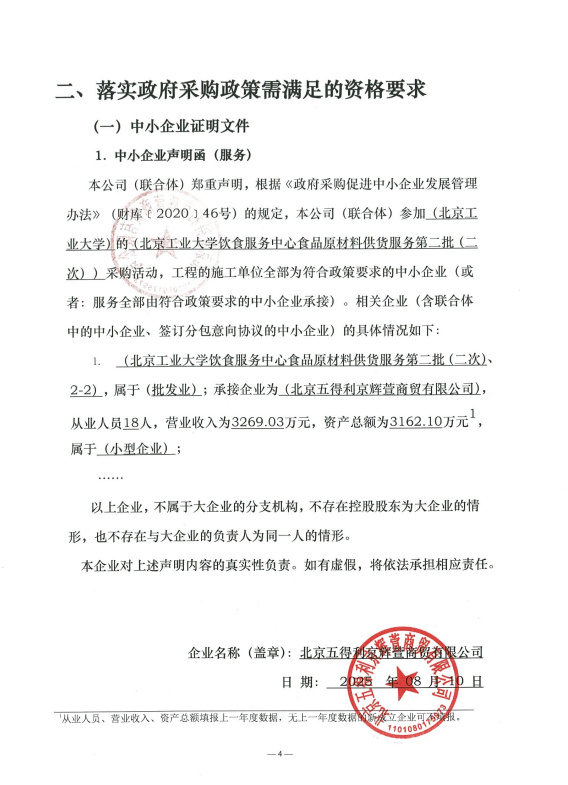 二、落实政府采购政策需满足的资格要求
(一) 中小企业证明文件
1. 中小企业声明函（服务）
本公司（联合体）郑重声明，根据《政府采购促进中小企业发展管理
办法》（财库﹝2020﹞46号）的规定，本公司（联合体）参加（北京工
业大学）的（北京工业大学饮食服务中心食品原材料供货服务第二批（二
次））采购活动，工程的施工单位全部为符合政策要求的中小企业（或
者：服务全部由符合政策要求的中小企业承接）。相关企业（含联合体
中的中小企业、签订分包意向协议的中小企业）的具体情况如下：
1. （北京工业大学饮食服务中心食品原材料供货服务第二批（二次）、
2-2），属于（批发业）；承接企业为（北京五得利京辉萱商贸有限公司），
从业人员18人，营业收入为3269.03万元，资产总额为3162.10万元1，
属于（小型企业）；
……
以上企业，不属于大企业的分支机构，不存在控股股东为大企业的情
形，也不存在与大企业的负责人为同一人的情形。
本企业对上述声明内容的真实性负责。如有虚假，将依法承担相应责任。
企业名称（盖章）：北京五得利京辉萱商贸有限公司
日 期： 2025 年 08 月 10 日
北京五得利京辉萱商贸有限公司
1从业人员、营业收入、资产总额填报上一年度数据，无上一年度数据的新成立企业可不填报。
—4—